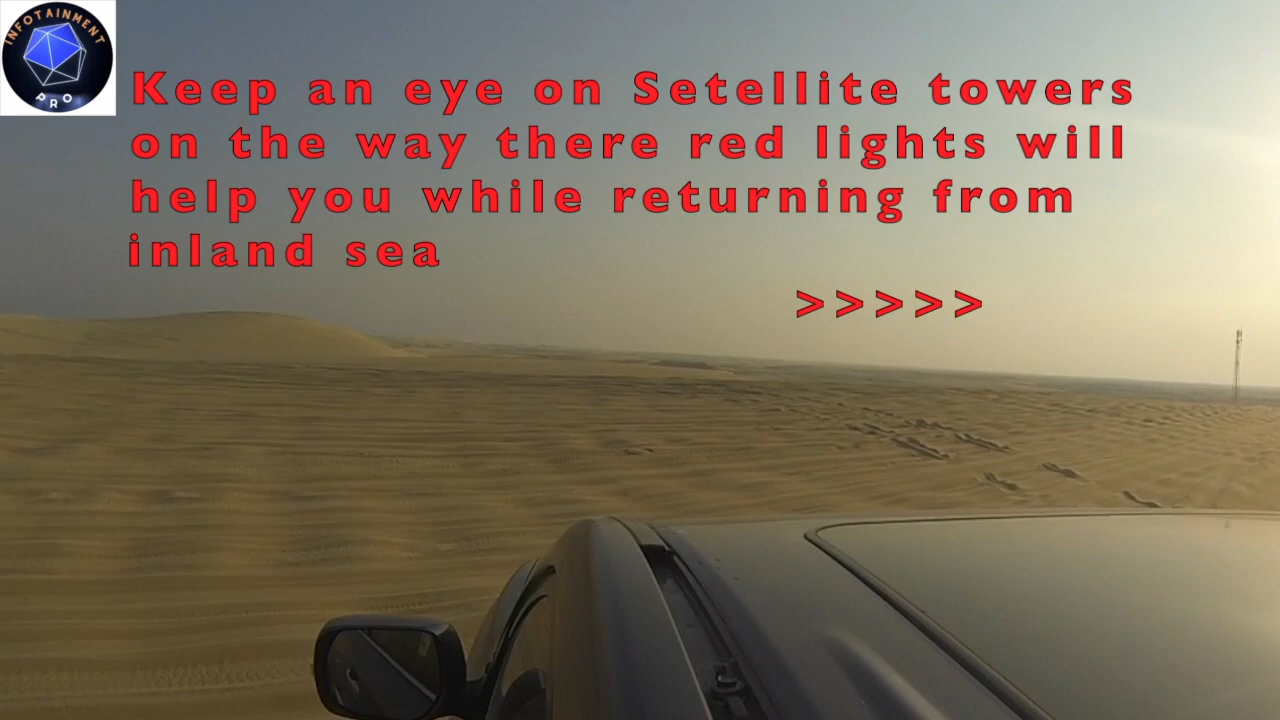 INFOTAINMENT
PRO
Keep an eye on Setellite towers
on the way there red lights will
help you while returning from
inland sea
>>>>>